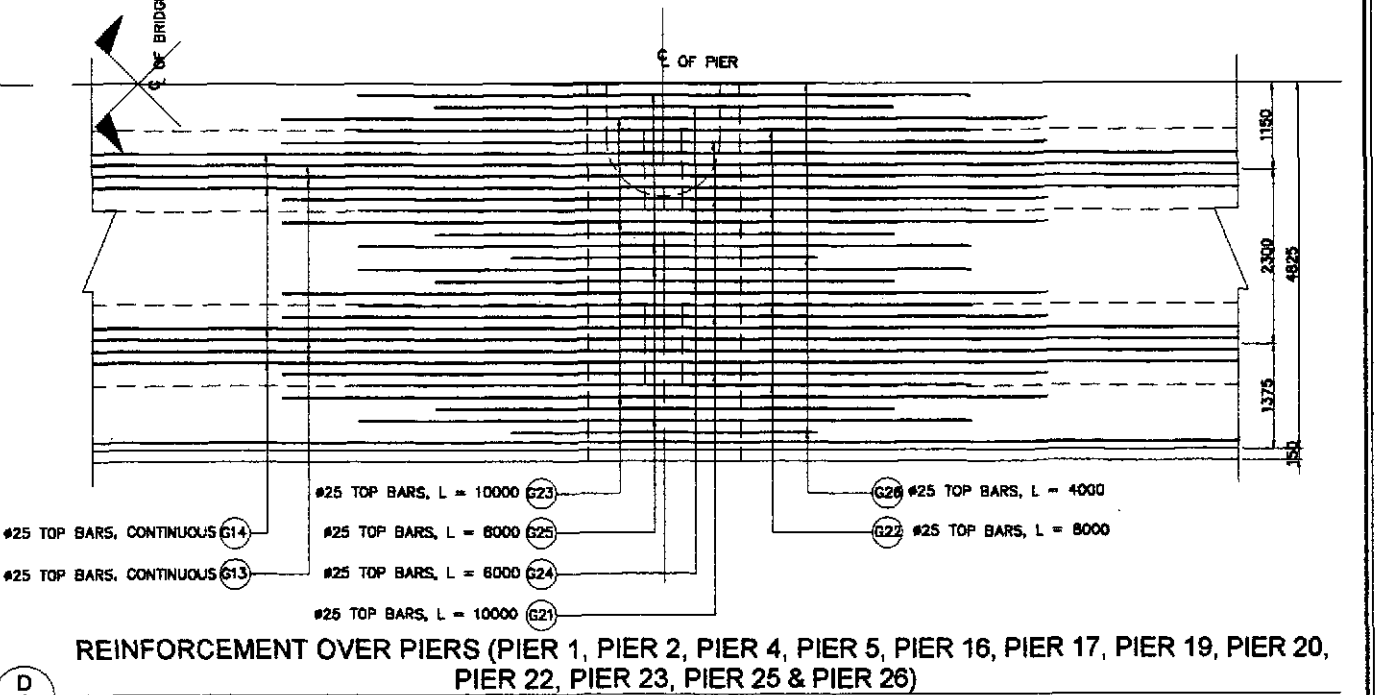 ℄ OF BRIDGE
℄ OF PIER
1150
2300
4825
1375
150
#25 TOP BARS, L = 10000 G23
G26 #25 TOP BARS, L = 4000
#25 TOP BARS, CONTINUOUS G14
#25 TOP BARS, L = 8000 G25
G22 #25 TOP BARS, L = 8000
#25 TOP BARS, CONTINUOUS G13
#25 TOP BARS, L = 6000 G24
#25 TOP BARS, L = 10000 G21
REINFORCEMENT OVER PIERS (PIER 1, PIER 2, PIER 4, PIER 5, PIER 16, PIER 17, PIER 19, PIER 20,
PIER 22, PIER 23, PIER 25 & PIER 26)
D